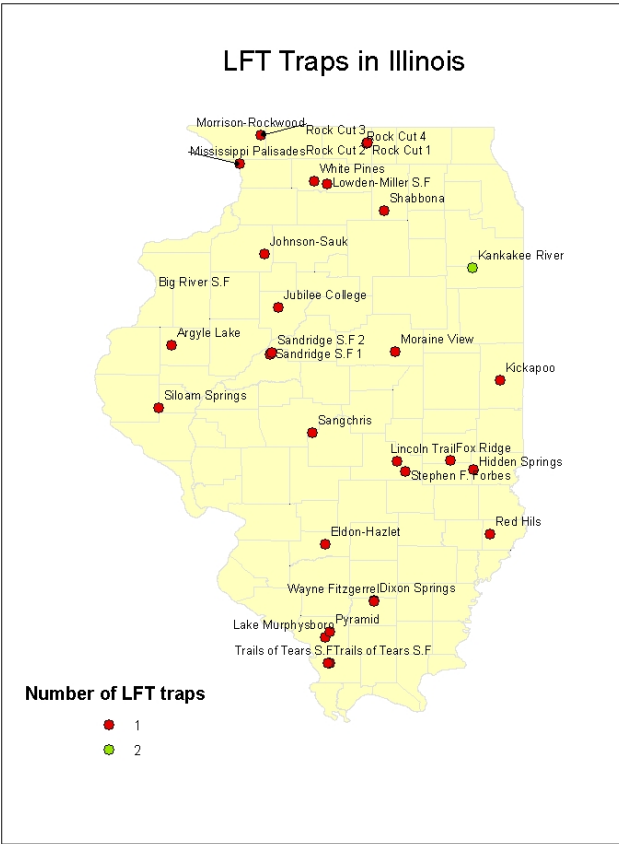 LFT Traps in Illinois
Morrison-Rockwood
Rock Cut 3
Rock Cut 4
Mississippi Palisades
Rock Cut 2
Rock Cut 1
White Pines
Lowden-Miller S.F
Shabbona
Johnson-Sauk
Kankakee River
Big River S.F
Jubilee College
Argyle Lake
Sandridge S.F 2
Moraine View
Sandridge S.F 1
Kickapoo
Siloam Springs
Sangchris
Lincoln Trail
Fox Ridge
Hidden Springs
Stephen F. Forbes
Red Hils
Eldon-Hazlet
Wayne Fitzgerrel
Dixon Springs
Lake Murphysboro
Pyramid
Trails of Tears S.F
Trails of Tears S.F
Number of LFT traps
1
2